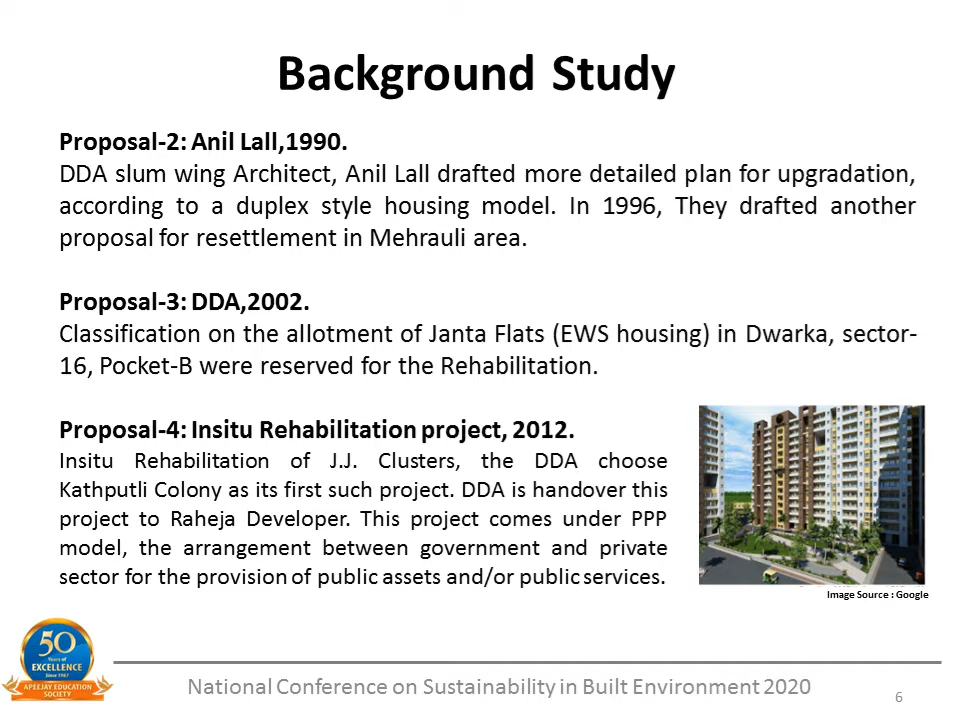 Background Study
Proposal-2: Anil Lall,1990.
DDA slum wing Architect, Anil Lall drafted more detailed plan for upgradation,
according to a duplex style housing model. In 1996, They drafted another
proposal for resettlement in Mehrauli area.
Proposal-3: DDA,2002.
Classification on the allotment of Janta Flats (EWS housing) in Dwarka, sector-
16, Pocket-B were reserved for the Rehabilitation.
Proposal-4: Insitu Rehabilitation project, 2012.
Insitu Rehabilitation of J.J. Clusters, the DDA choose
Kathputli Colony as its first such project. DDA is handover this
project to Raheja Developer. This project comes under PPP
model, the arrangement between government and private
sector for the provision of public assets and/or public services.
Image Source : Google
50
Years of
EXCELLENCE
Since 1967
APEEJAY EDUCATION
SOCIETY
National Conference on Sustainability in Built Environment 2020
6